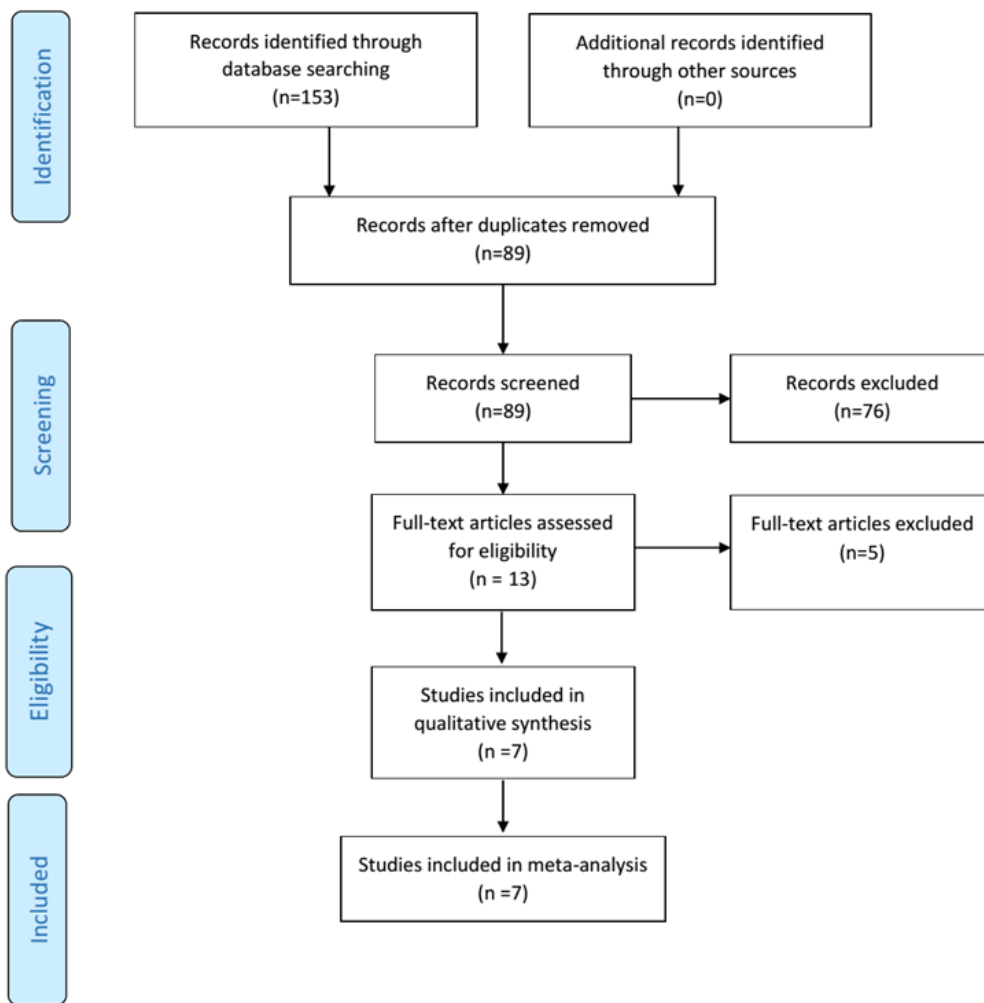 Identification
Records identified through
database searching
(n=153)
Additional records identified
through other sources
(n=0)
Records after duplicates removed
(n=89)
Screening
Records screened
(n=89)
Records excluded
(n=76)
Full-text articles assessed
for eligibility
(n = 13)
Full-text articles excluded
(n=5)
Eligibility
Studies included in
qualitative synthesis
(n =7)
Included
Studies included in meta-analysis
(n =7)